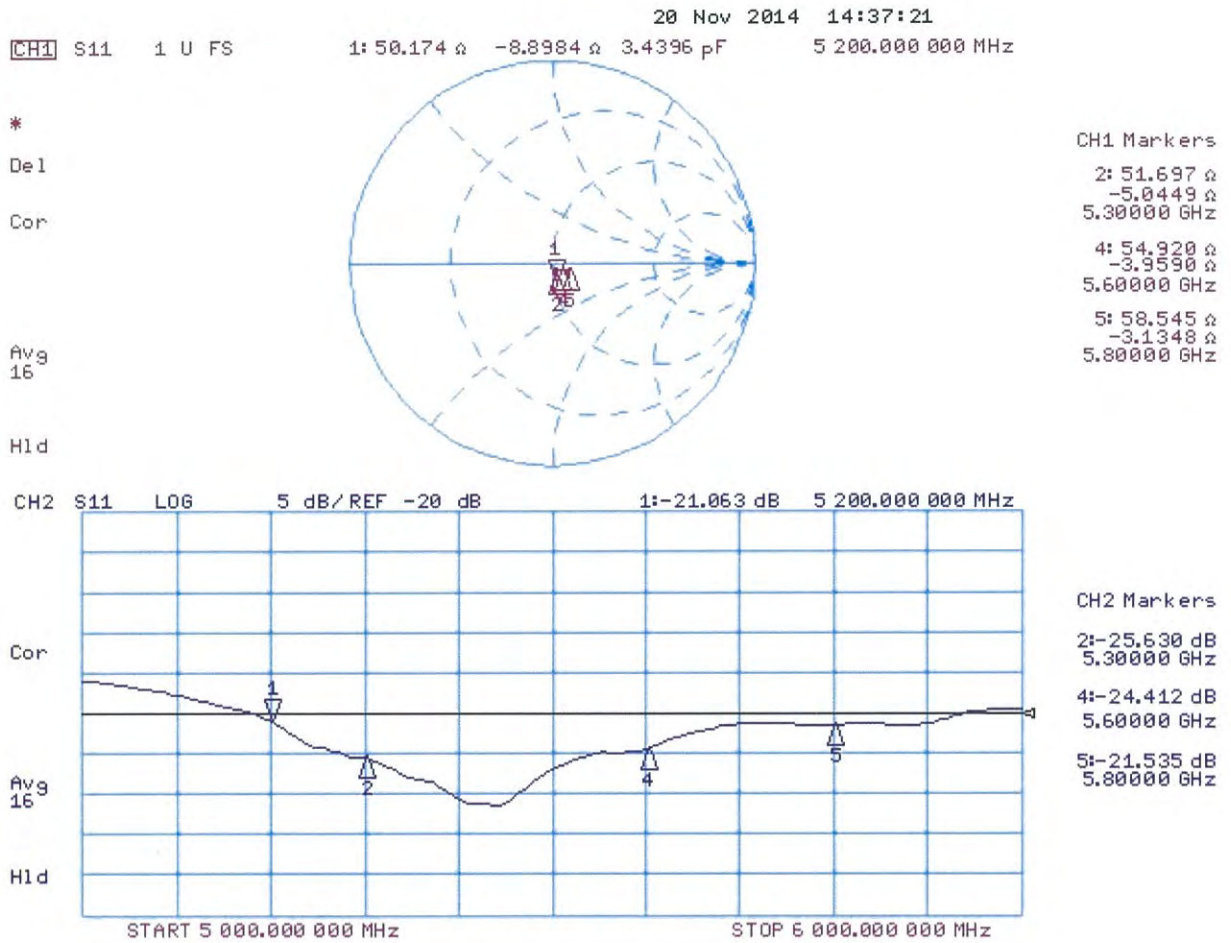 20 Nov 2014 14:37:21
CH1 S11 1 U FS 1: 50.174 Ω -8.8984 Ω 3.4396 pF 5 200.000 000 MHz
*
Del
Cor
Avg
16
Hld
CH1 Markers
2: 51.697 Ω
-5.0449 Ω
5.30000 GHz
4: 54.920 Ω
-3.9590 Ω
5.60000 GHz
5: 58.545 Ω
-3.1348 Ω
5.80000 GHz
1
2
5
CH2 S11 LOG 5 dB/REF -20 dB 1:-21.063 dB 5 200.000 000 MHz
Cor
Avg
16
Hld
1
2
4
5
CH2 Markers
2:-25.630 dB
5.30000 GHz
4:-24.412 dB
5.60000 GHz
5:-21.535 dB
5.80000 GHz
START 5 000.000 000 MHz STOP 6 000.000 000 MHz